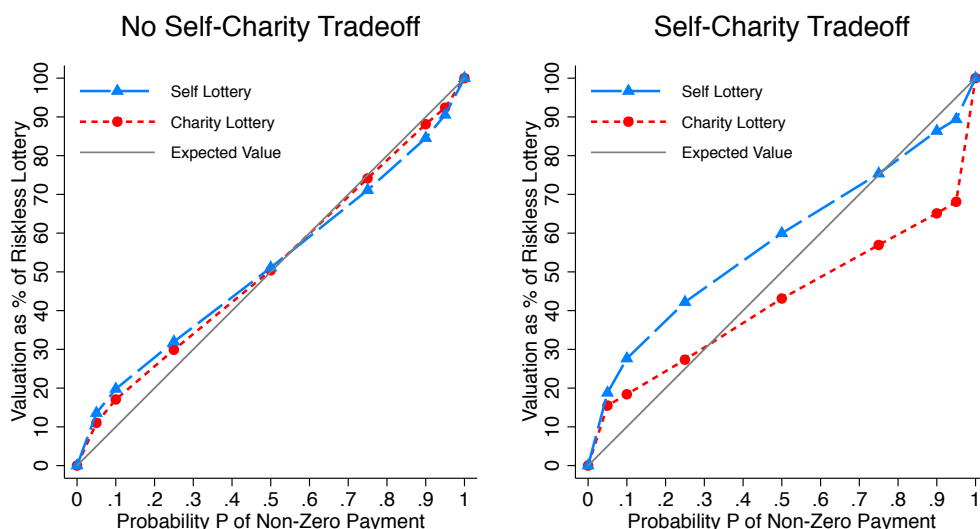 No Self-Charity Tradeoff
Valuation as % of Riskless Lottery
100
90
80
70
60
50
40
30
20
10
0
Self Lottery
Charity Lottery
Expected Value
0 .1 .2 .3 .4 .5 .6 .7 .8 .9 1
Probability P of Non-Zero Payment
Self-Charity Tradeoff
Valuation as % of Riskless Lottery
100
90
80
70
60
50
40
30
20
10
0
Self Lottery
Charity Lottery
Expected Value
0 .1 .2 .3 .4 .5 .6 .7 .8 .9 1
Probability P of Non-Zero Payment